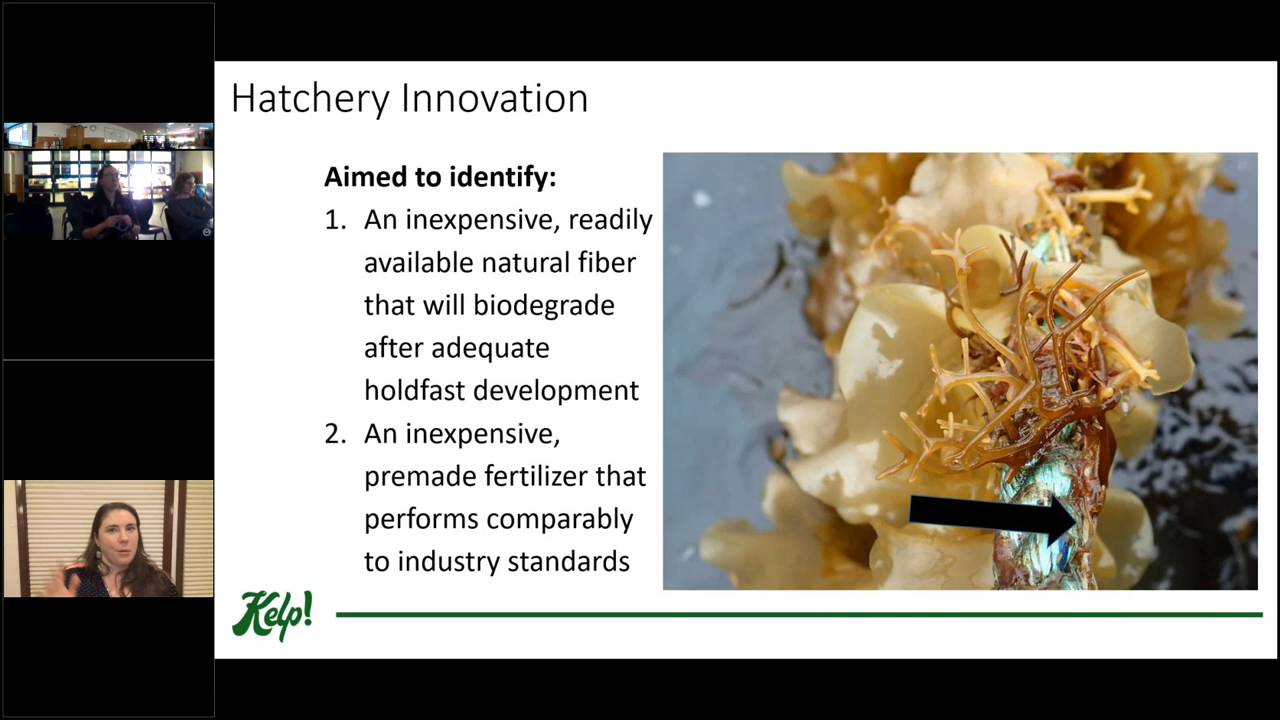 Hatchery Innovation
Aimed to identify:
1. An inexpensive, readily
available natural fiber
that will biodegrade
after adequate
holdfast development
2. An inexpensive,
premade fertilizer that
performs comparably
to industry standards
Kelp!